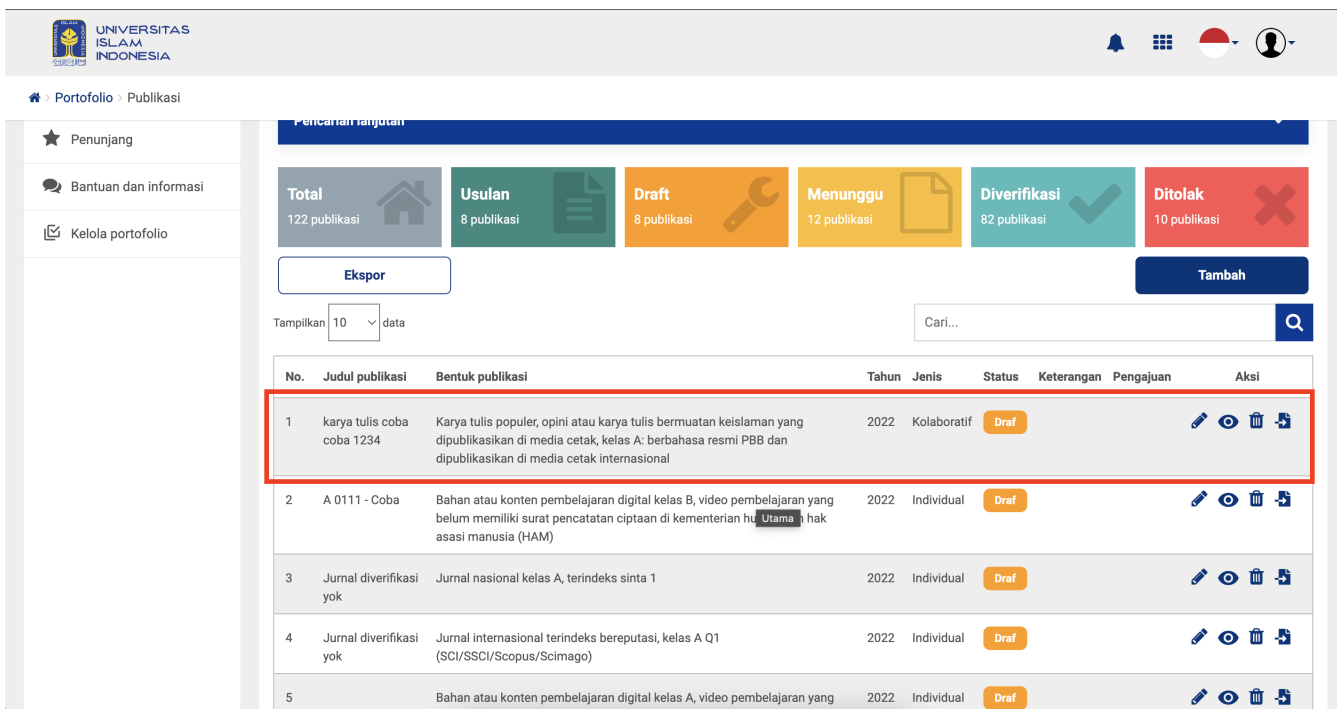 UNIVERSITAS
ISLAM
INDONESIA
Portofolio > Publikasi
Penunjang
Bantuan dan informasi
Kelola portofolio
Pencarian lanjutan
Total
122 publikasi
Usulan
8 publikasi
Draft
8 publikasi
Menunggu
12 publikasi
Diverifikasi
82 publikasi
Ditolak
10 publikasi
Ekspor
Tambah
Tampilkan 10 data
Cari...
No. Judul publikasi Bentuk publikasi Tahun Jenis Status Keterangan Pengajuan Aksi
1 karya tulis coba Karya tulis populer, opini atau karya tulis bermuatan keislaman yang 2022 Kolaboratif Draf
coba 1234 dipublikasikan di media cetak, kelas A: berbahasa resmi PBB dan
dipublikasikan di media cetak internasional
2 A 0111 - Coba Bahan atau konten pembelajaran digital kelas B, video pembelajaran yang 2022 Individual Draf
belum memiliki surat pencatatan ciptaan di kementerian hu Utama hak
asasi manusia (HAM)
3 Jurnal diverifikasi Jurnal nasional kelas A, terindeks sinta 1 2022 Individual Draf
yok
4 Jurnal diverifikasi Jurnal internasional terindeks bereputasi, kelas A Q1 2022 Individual Draf
yok (SCI/SSCI/Scopus/Scimago)
5 Bahan atau konten pembelajaran digital kelas A, video pembelajaran yang 2022 Individual Draf